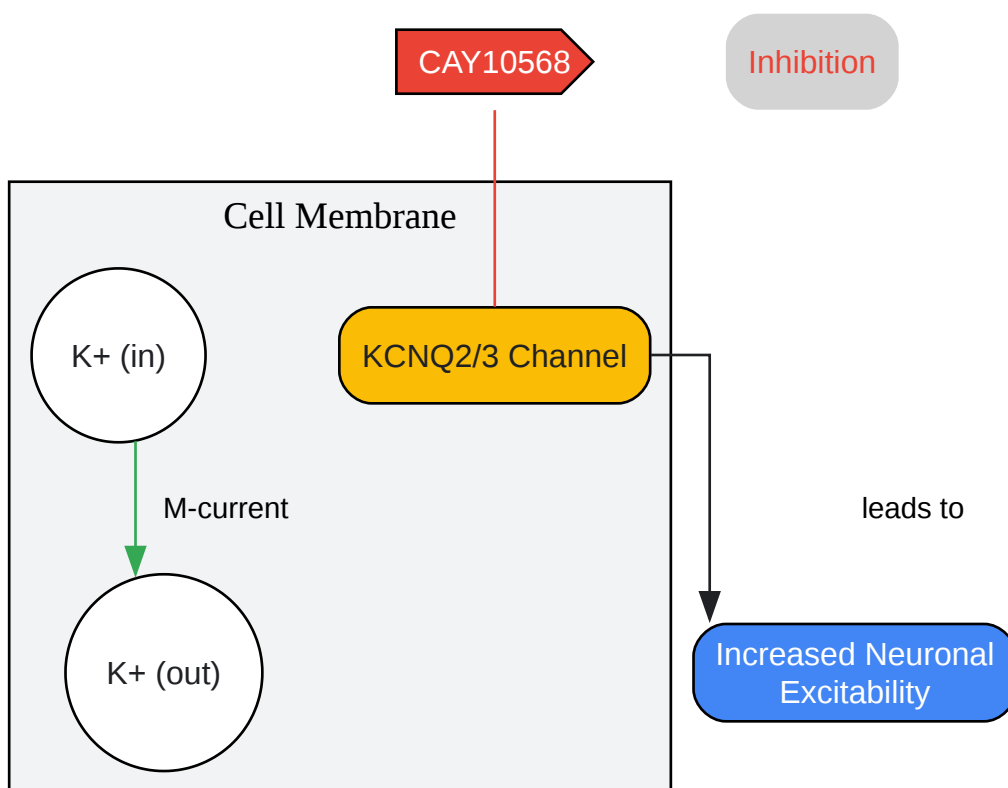 CAY10568
Inhibition
Cell Membrane
K+ (in)
KCNQ2/3 Channel
M-current
leads to
K+ (out)
Increased Neuronal
Excitability